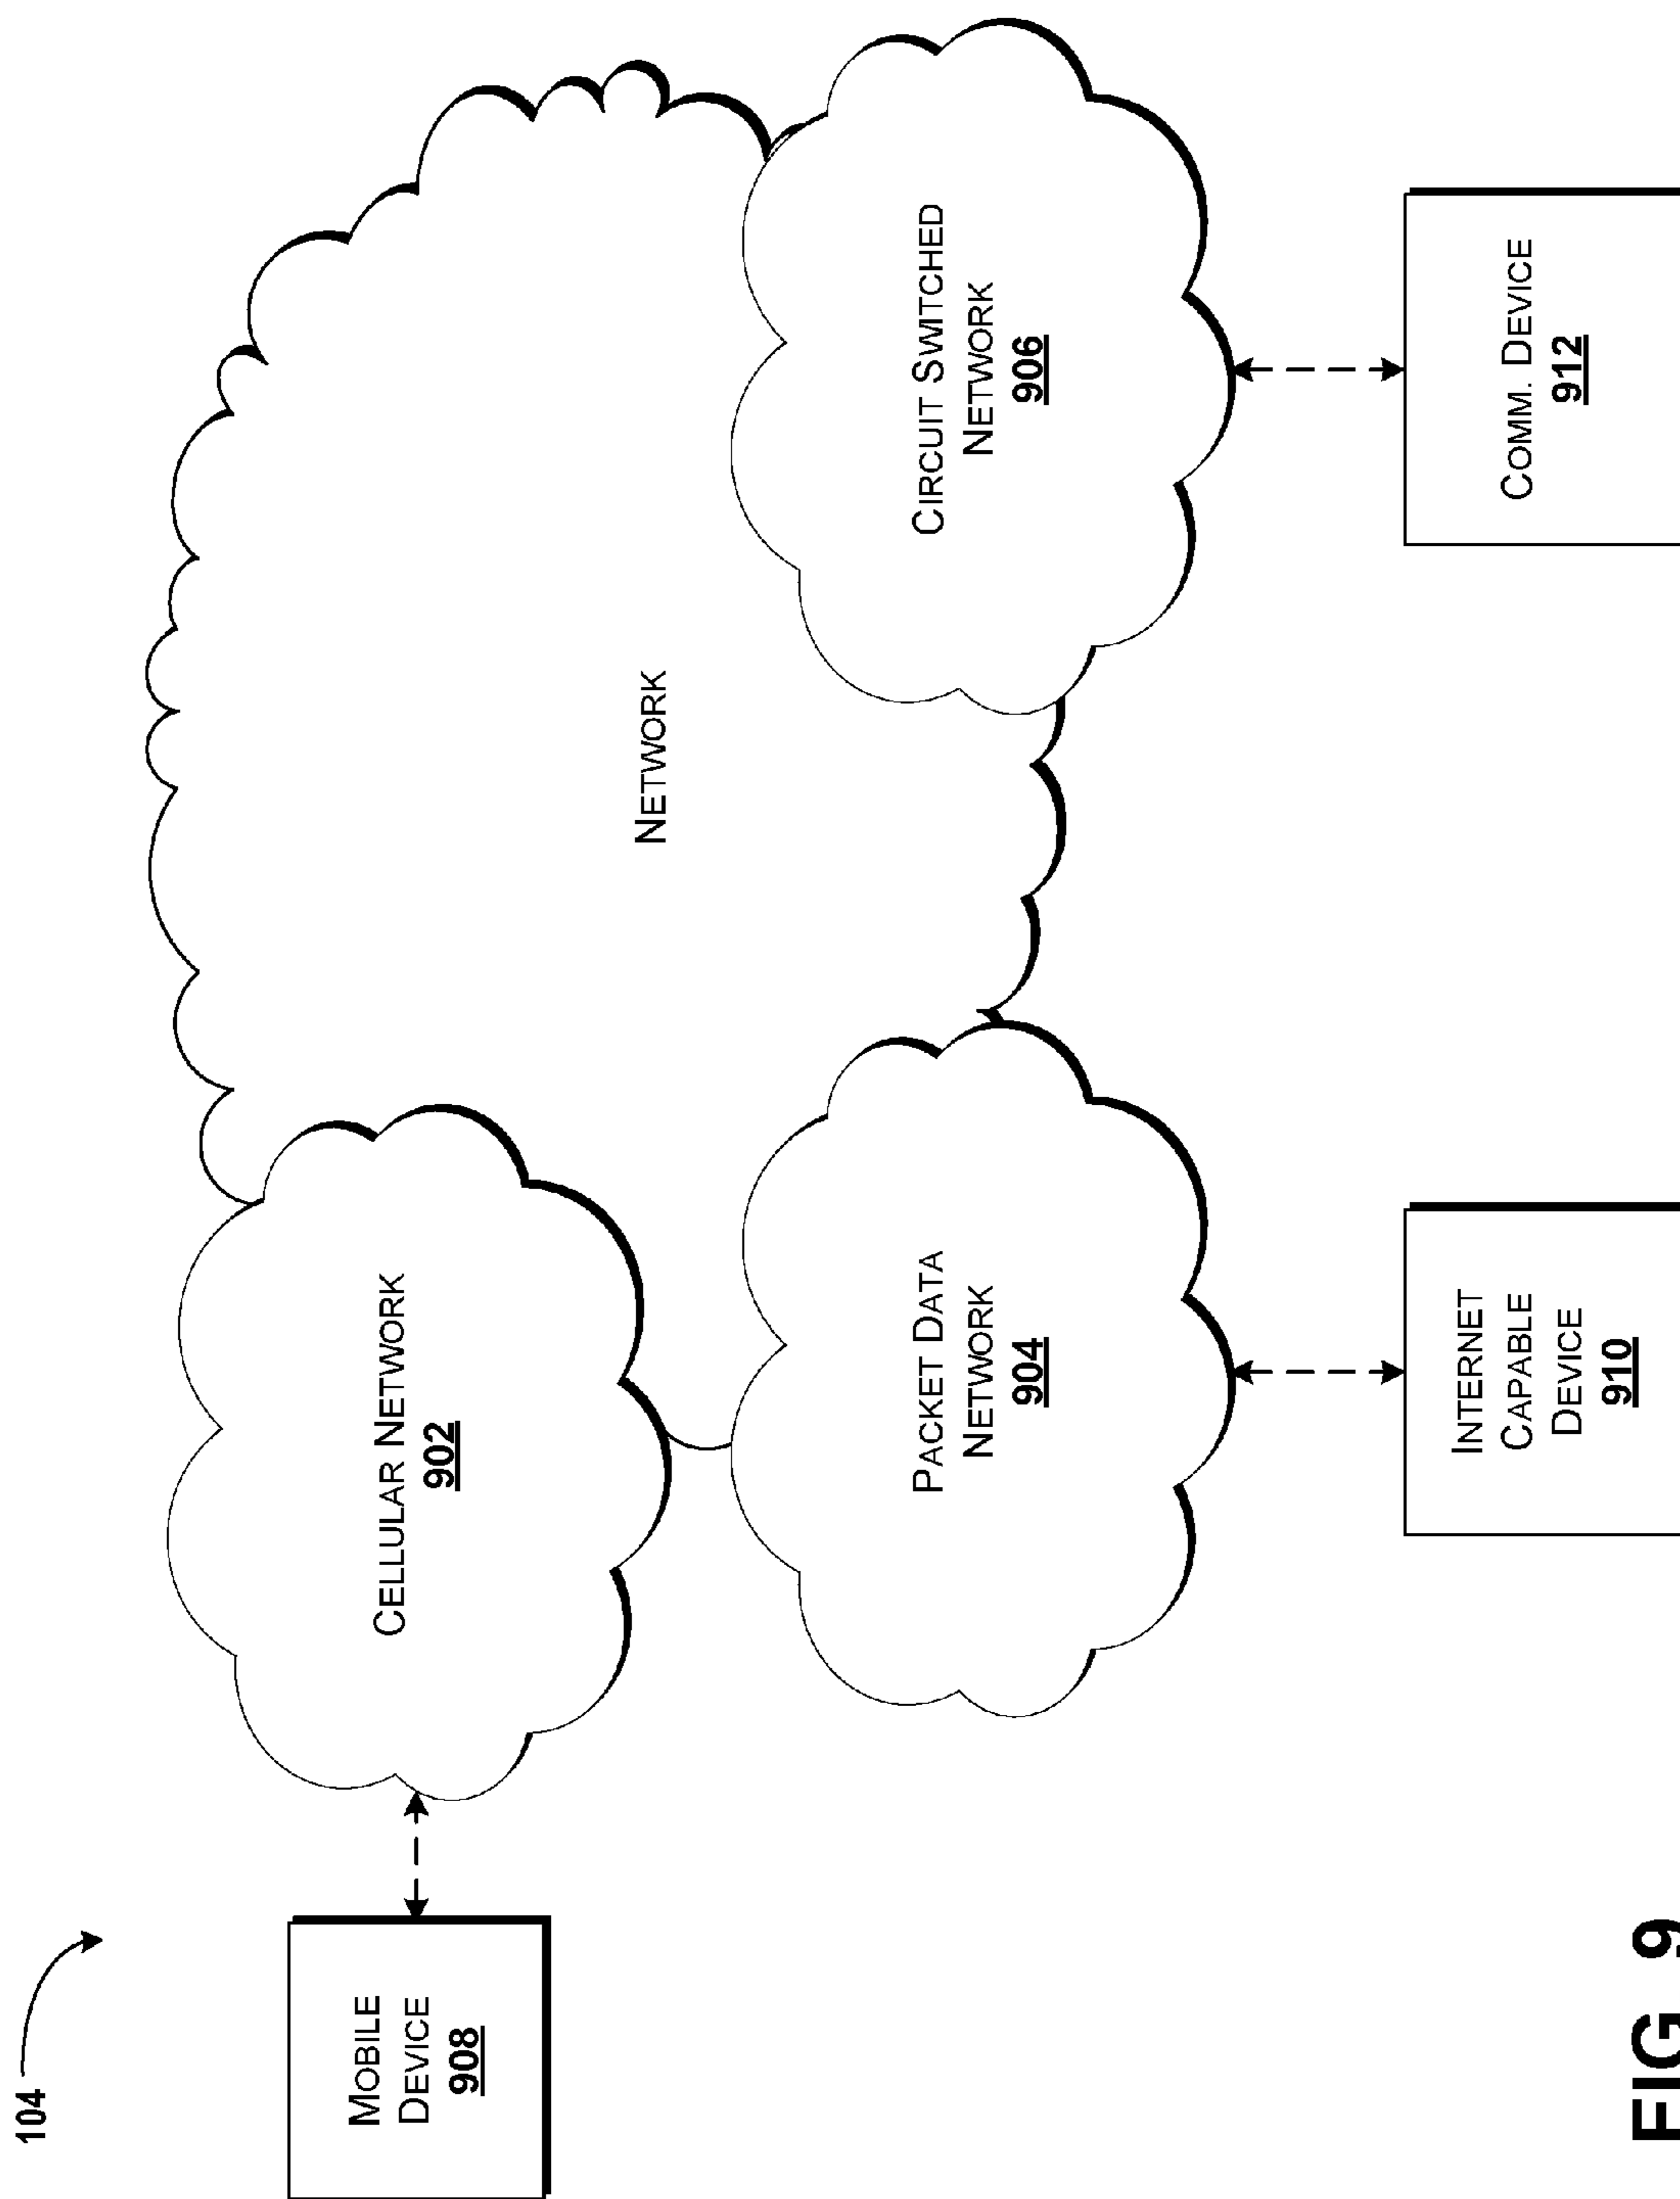 104
MOBILE
DEVICE
908
CELLULAR NETWORK
902
NETWORK
PACKET DATA
NETWORK
904
CIRCUIT SWITCHED
NETWORK
906
INTERNET
CAPABLE
DEVICE
910
COMM. DEVICE
912
FIG. 9